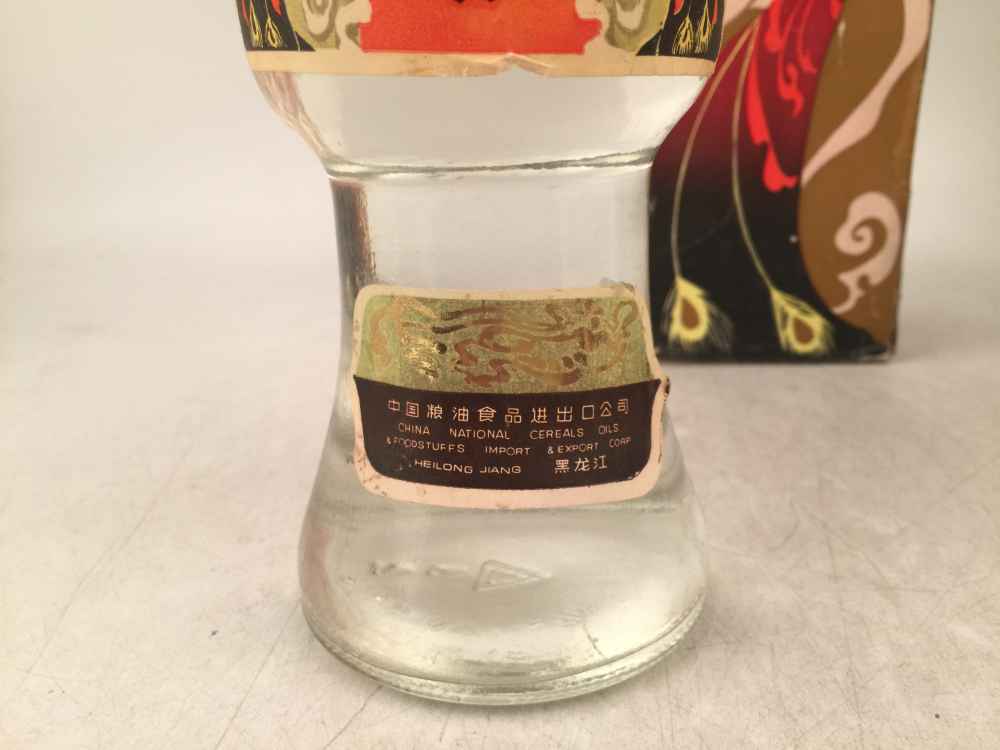 中国粮油食品进出口公司
CHINA NATIONAL CEREALS OILS
& FOODSTUFFS IMPORT & EXPORT CORP
HEILONG JIANG 黑龙江